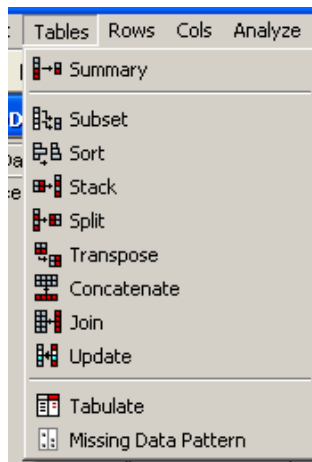 Tables Rows Cols Analyze
Summary
Subset
Sort
Stack
Split
Transpose
Concatenate
Join
Update
Tabulate
Missing Data Pattern